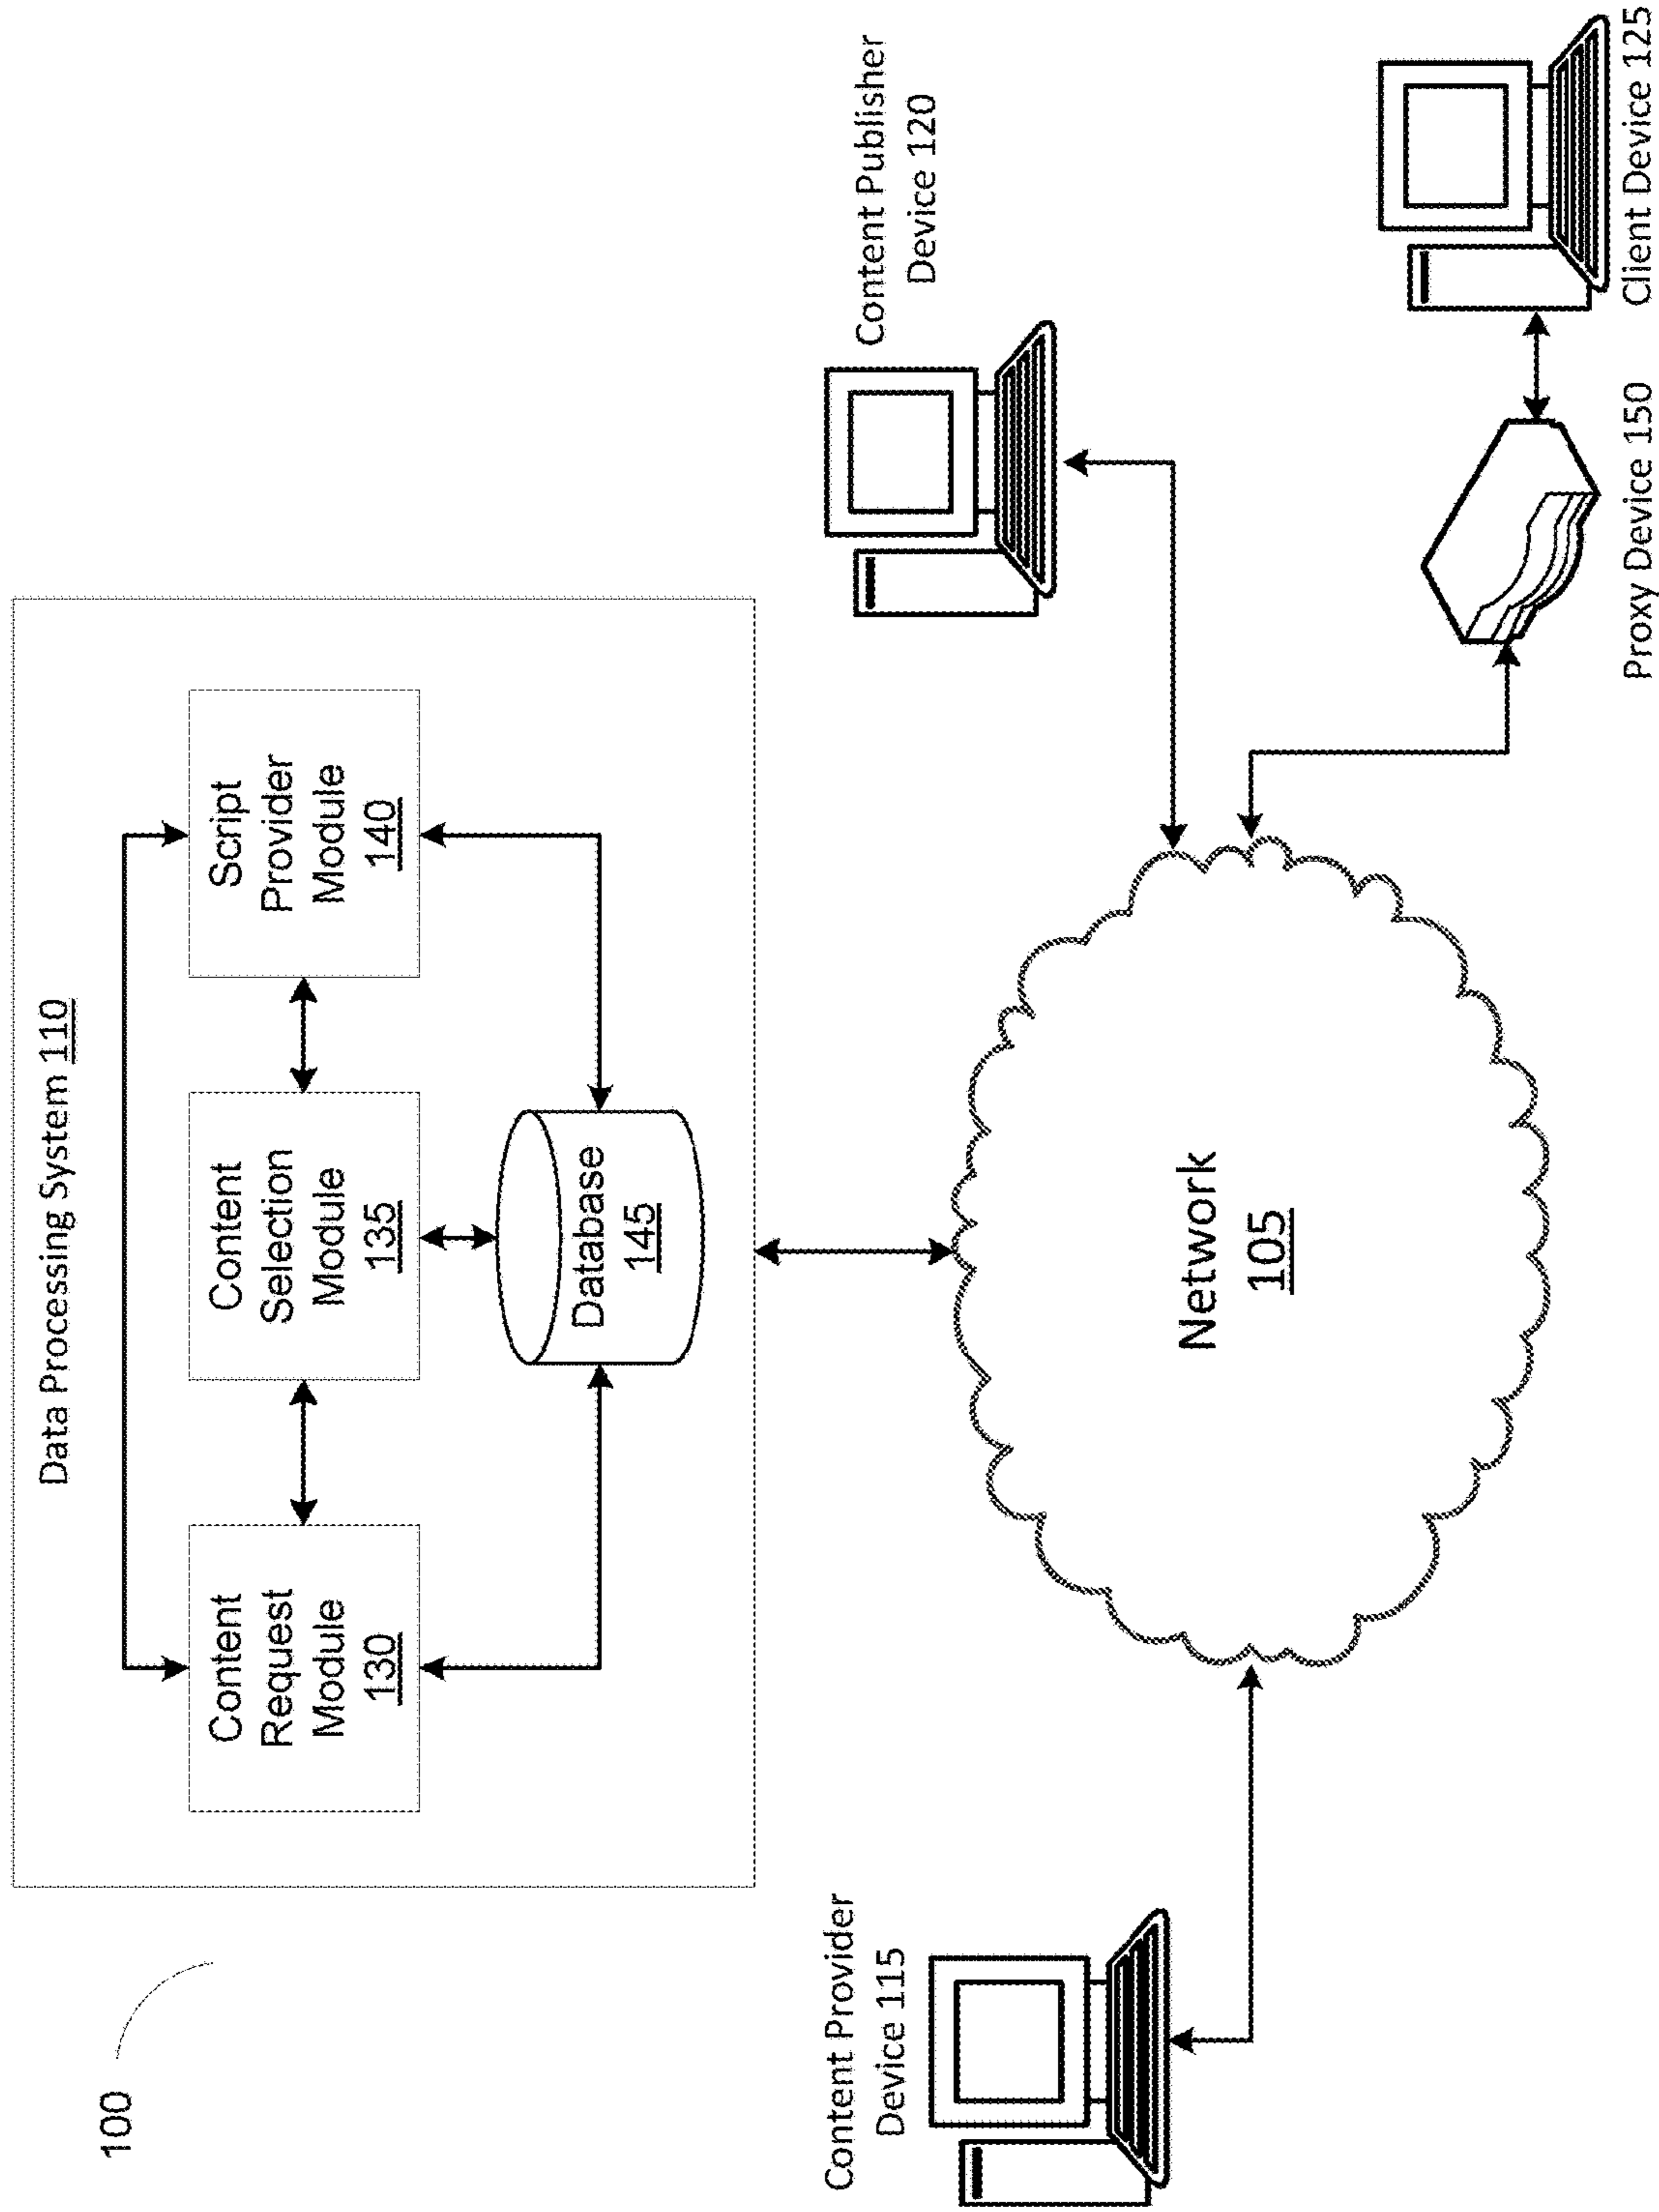 100
Data Processing System 110
Content
Request
Module
130
Content
Selection
Module
135
Script
Provider
Module
140
Database
145
Content Provider
Device 115
Network
105
Content Publisher
Device 120
Proxy Device 150
Client Device 125